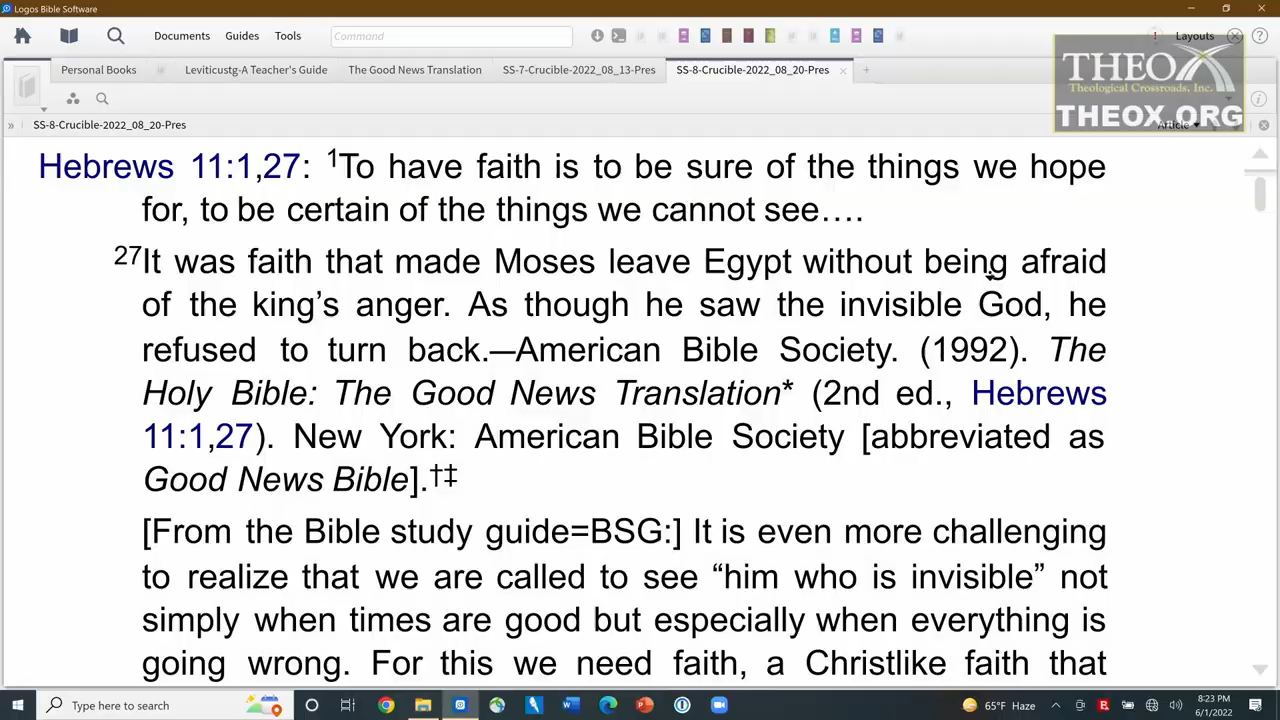 Logos Bible Software
Documents Guides Tools Command Layouts
Personal Books Leviticustg-A Teacher's Guide The Good News Translation SS-7-Crucible-2022_08_13-Pres SS-8-Crucible-2022_08_20-Pres
THEOX
Theological Crossroads, Inc.
THEOX.ORG
SS-8-Crucible-2022_08_20-Pres Article
Hebrews 11:1,27: 1To have faith is to be sure of the things we hope
for, to be certain of the things we cannot see….
27It was faith that made Moses leave Egypt without being afraid
of the king’s anger. As though he saw the invisible God, he
refused to turn back.—American Bible Society. (1992). The
Holy Bible: The Good News Translation* (2nd ed., Hebrews
11:1,27). New York: American Bible Society [abbreviated as
Good News Bible].†‡
[From the Bible study guide=BSG:] It is even more challenging
to realize that we are called to see “him who is invisible” not
simply when times are good but especially when everything is
going wrong. For this we need faith, a Christlike faith that
Type here to search
65°F Haze
8:23 PM
6/1/2022